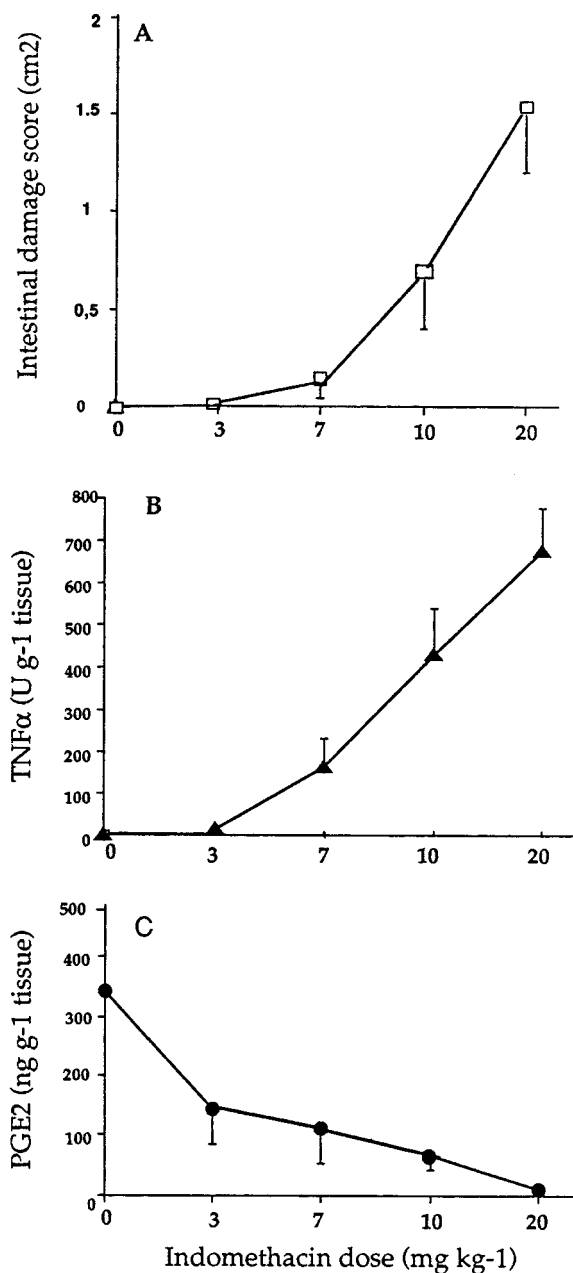 A
Intestinal damage score (cm2)
2
1.5
1
0,5
0
0 3 7 10 20
B
TNFα (U g-1 tissue)
800
700
600
500
400
300
200
100
0
0 3 7 10 20
C
PGE2 (ng g-1 tissue)
500
400
300
200
100
0
0 3 7 10 20
Indomethacin dose (mg kg-1)